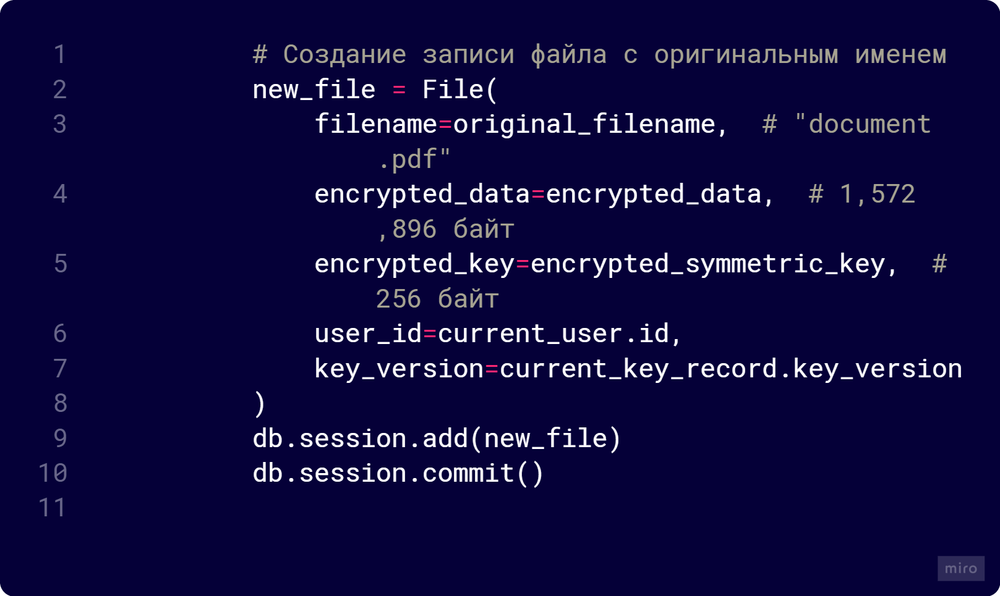 1 # Создание записи файла с оригинальным именем
2 new_file = File(
3 filename=original_filename,  # "document
.pdf"
4 encrypted_data=encrypted_data,  # 1,572
,896 байт
5 encrypted_key=encrypted_symmetric_key,  #
256 байт
6 user_id=current_user.id,
7 key_version=current_key_record.key_version
8 )
9 db.session.add(new_file)
10 db.session.commit()
11
miro